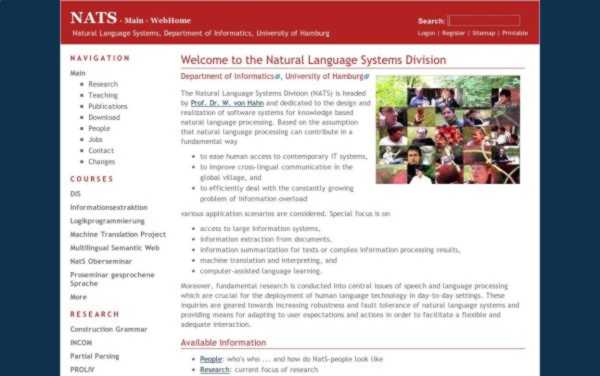 NATS - Main - WebHome
Natural Language Systems, Department of Informatics, University of Hamburg
Search:
Login | Register | Sitemap | Printable
NAVIGATION
Main
Research
Teaching
Publications
Download
People
Jobs
Contact
Changes
COURSES
DIS
Informationsextraktion
Logikprogrammierung
Machine Translation Project
Multilingual Semantic Web
NatS Oberseminar
Proseminar gesprochene
Sprache
More
RESEARCH
Construction Grammar
INCOM
Partial Parsing
PROLIV
Welcome to the Natural Language Systems Division
Department of Informatics, University of Hamburg
The Natural Language Systems Division (NATS) is headed
by Prof. Dr. W. von Hahn and dedicated to the design and
realization of software systems for knowledge based
natural language processing. Based on the assumption
that natural language processing can contribute in a
fundamental way
to ease human access to contemporary IT systems,
to improve cross-lingual communication in the
global village, and
to efficiently deal with the constantly growing
problem of information overload
various application scenarios are considered. Special focus is on
access to large information systems,
information extraction from documents,
information summarization for texts or complex information processing results,
machine translation and interpreting, and
computer-assisted language learning.
Moreover, fundamental research is conducted into central issues of speech and language processing
which are crucial for the deployment of human language technology in day-to-day settings. These
inquiries are geared towards increasing robustness and fault tolerance of natural language systems and
providing means for adapting to user expectations and actions in order to facilitate a flexible and
adequate interaction.
Available Information
People: who's who ... and how do NatS-people look like
Research: current focus of research